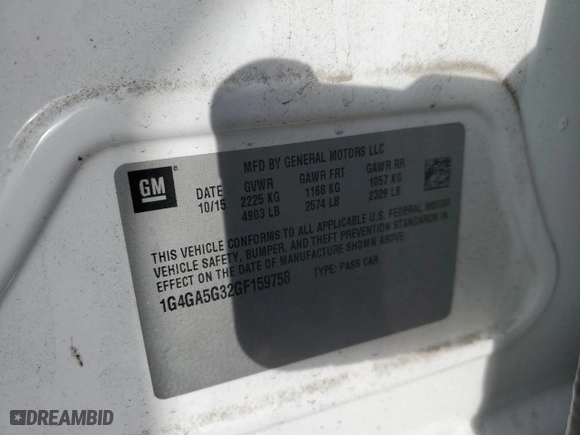 MFD BY GENERAL MOTORS LLC
GM
DATE GVWR GAWR FRT GAWR RR
10/15 2225 KG 1168 KG 1057 KG
4903 LB 2574 LB 2329 LB
THIS VEHICLE CONFORMS TO ALL APPLICABLE U.S. FEDERAL MOTOR
VEHICLE SAFETY, BUMPER, AND THEFT PREVENTION STANDARDS IN
EFFECT ON THE DATE OF MANUFACTURE SHOWN ABOVE.
1G4GA5G32GF159758 TYPE: PASS CAR
DREAMBID